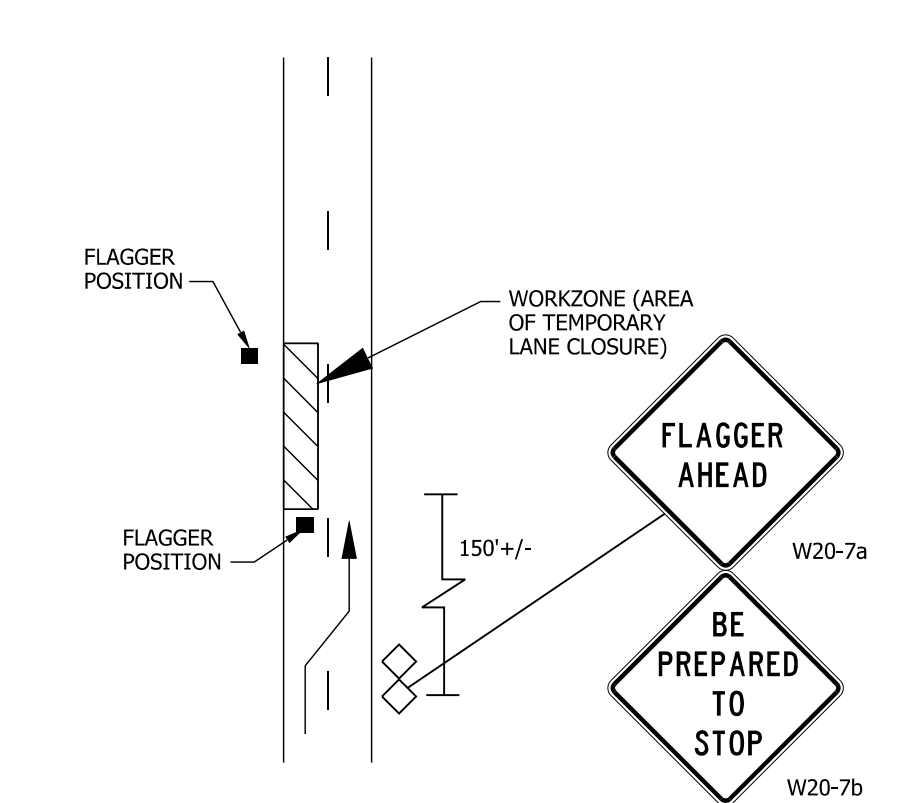 FLAGGER
POSITION
WORKZONE (AREA
OF TEMPORARY
LANE CLOSURE)
FLAGGER
AHEAD
FLAGGER
POSITION
150'+/-
W20-7a
BE
PREPARED
TO
STOP
W20-7b